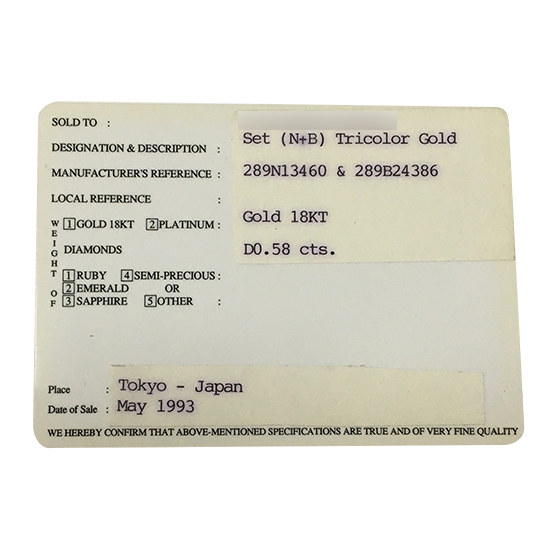 SOLD TO :
DESIGNATION & DESCRIPTION : Set (N+B) Tricolor Gold
MANUFACTURER'S REFERENCE : 289N13460 & 289B24386
LOCAL REFERENCE :
WEIGHT OF
1 GOLD 18KT 2 PLATINUM : Gold 18KT
DIAMONDS D0.58 cts.
1 RUBY 4 SEMI-PRECIOUS :
2 EMERALD OR
3 SAPPHIRE 5 OTHER :
Place : Tokyo - Japan
Date of Sale : May 1993
WE HEREBY CONFIRM THAT ABOVE-MENTIONED SPECIFICATIONS ARE TRUE AND OF VERY FINE QUALITY